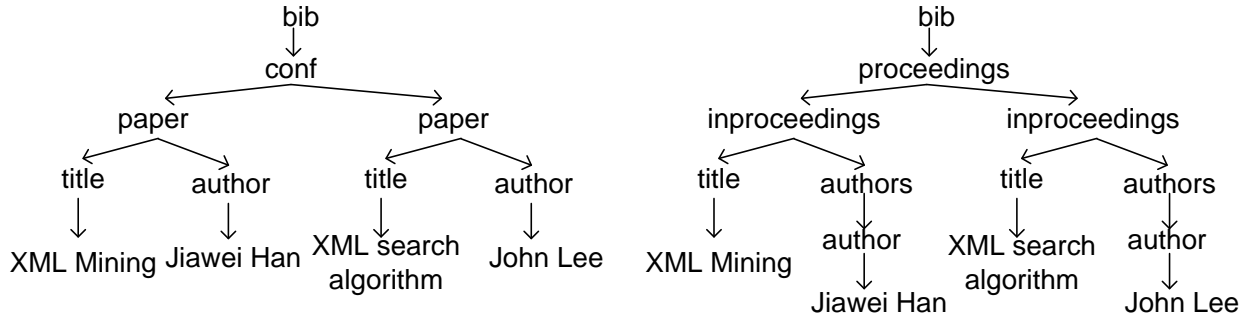 bib
conf
paper paper
title author title author
XML Mining Jiawei Han XML search algorithm John Lee
bib
proceedings
inproceedings inproceedings
title authors title authors
author author
XML Mining XML search algorithm
Jiawei Han John Lee